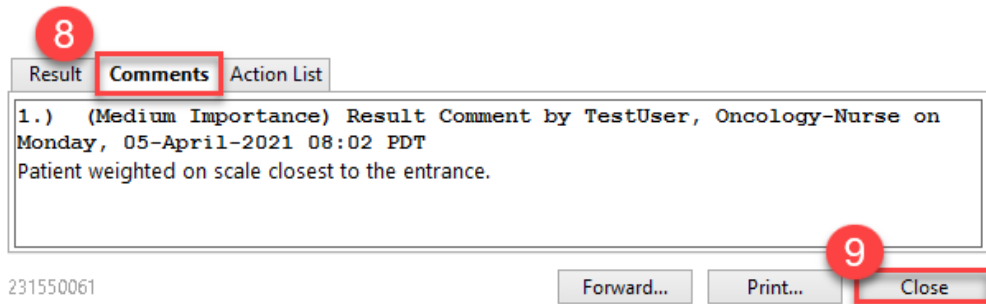 8
Result Comments Action List
1.) (Medium Importance) Result Comment by TestUser, Oncology-Nurse on
Monday, 05-April-2021 08:02 PDT
Patient weighted on scale closest to the entrance.
9
231550061 Forward... Print... Close